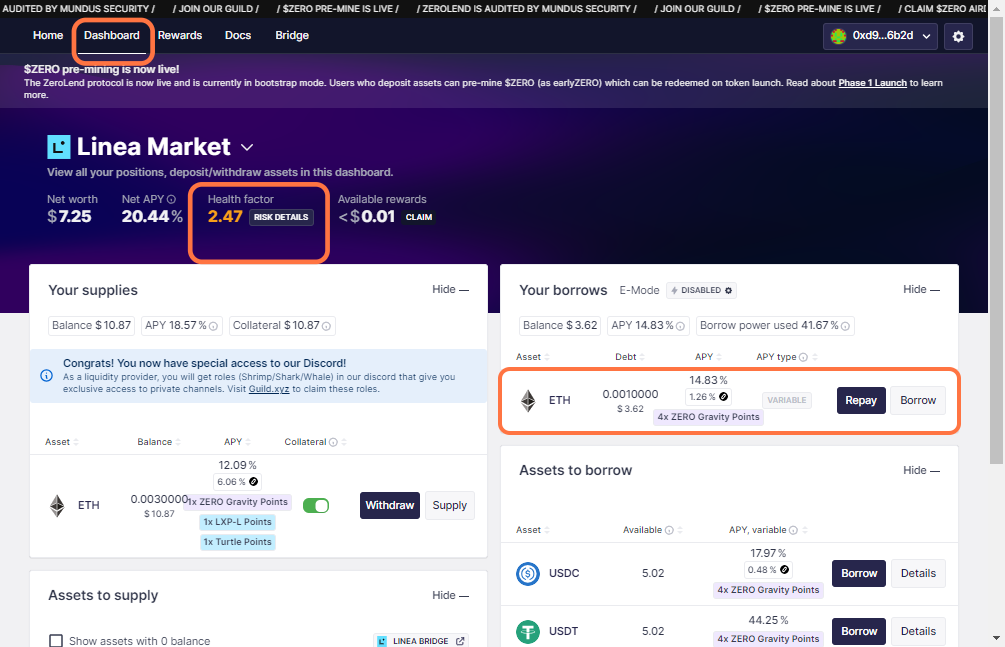 AUDITED BY MUNDUS SECURITY / / JOIN OUR GUILD / / $ZERO PRE-MINE IS LIVE / / ZEROLEND IS AUDITED BY MUNDUS SECURITY / / JOIN OUR GUILD / / $ZERO PRE-MINE IS LIVE / / CLAIM $ZERO
Home Dashboard Rewards Docs Bridge 0xd9...6b2d
$ZERO pre-mining is now live!
The ZeroLend protocol is now live and is currently in bootstrap mode. Users who deposit assets can pre-mine $ZERO (as earlyZERO) which can be redeemed on token launch. Read about Phase 1 Launch to learn
more.
Linea Market
View all your positions, deposit/withdraw assets in this dashboard.
Net worth Net APY Health factor Available rewards
$7.25 20.44% 2.47 RISK DETAILS <$0.01 CLAIM
Your supplies Hide —
Balance $10.87 APY 18.57% Collateral $10.87
Congrats! You now have special access to our Discord!
As a liquidity provider, you will get roles (Shrimp/Shark/Whale) in our discord that give you
exclusive access to private channels. Visit Guild.xyz to claim these roles.
Asset Balance APY Collateral
12.09%
6.06%
ETH 0.0030000 1x ZERO Gravity Points Withdraw Supply
$10.87
1x LXP-L Points
1x Turtle Points
Assets to supply Hide —
Show assets with 0 balance LINEA BRIDGE
Your borrows E-Mode DISABLED Hide —
Balance $3.62 APY 14.83% Borrow power used 41.67%
Asset Debt APY APY type
14.83%
ETH 0.0010000 1.26% VARIABLE Repay Borrow
$3.62
4x ZERO Gravity Points
Assets to borrow Hide —
Asset Available APY, variable
17.97%
USDC 5.02 0.48% Borrow Details
4x ZERO Gravity Points
44.25%
USDT 5.02 Borrow Details
4x ZERO Gravity Points